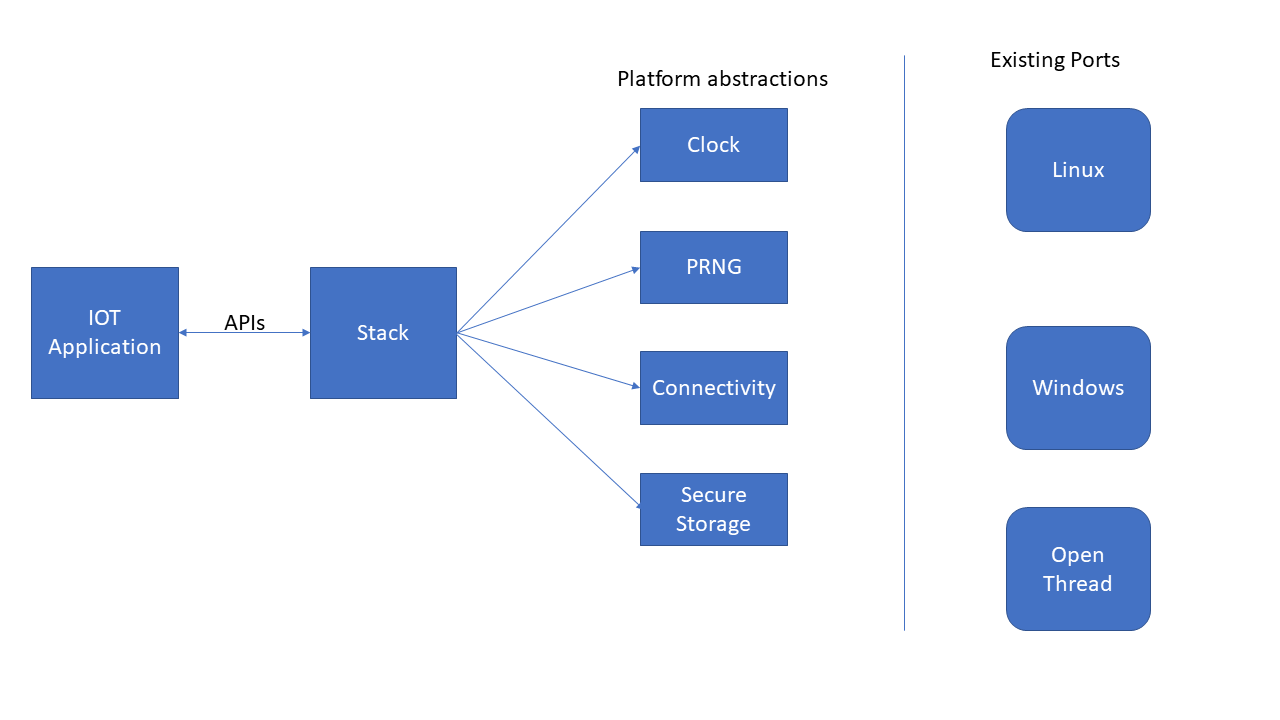 Existing Ports
Platform abstractions
Clock
Linux
PRNG
IOT
Application
APIs
Stack
Connectivity
Windows
Secure
Storage
Open
Thread